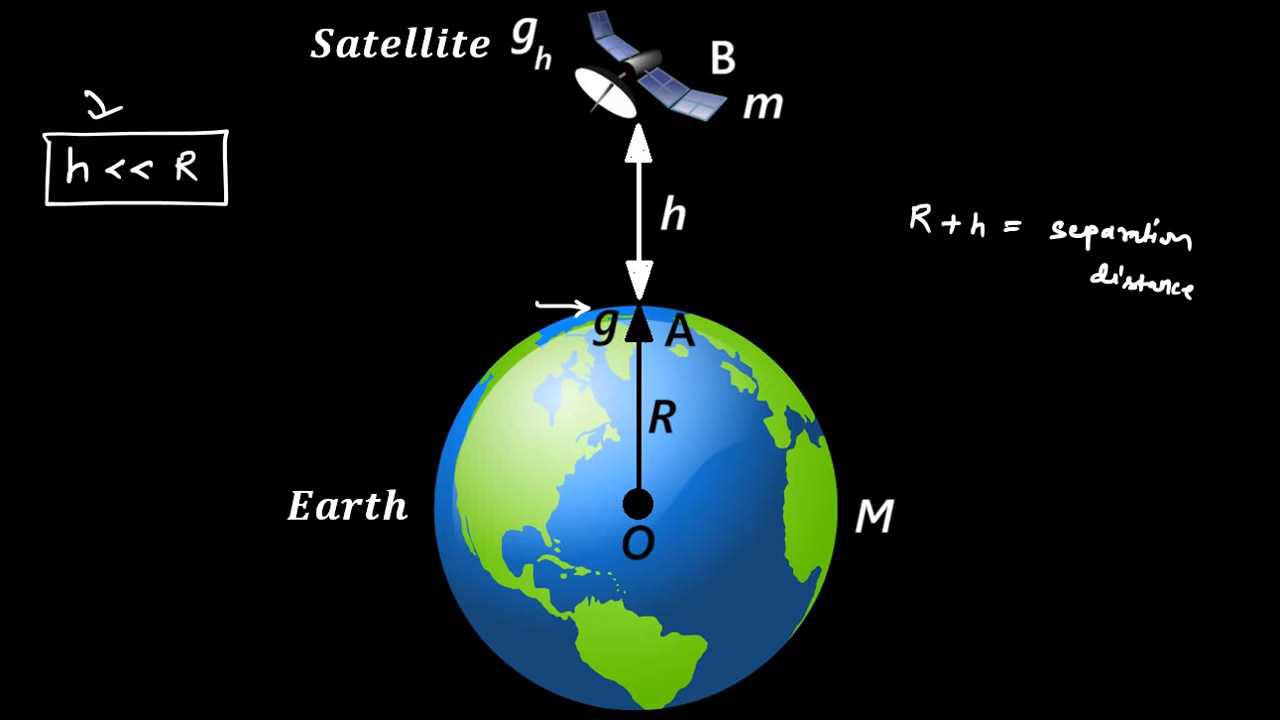 Satellite g_h
B
m
h << R
h
R + h = separation
distance
g A
R
Earth
M
O